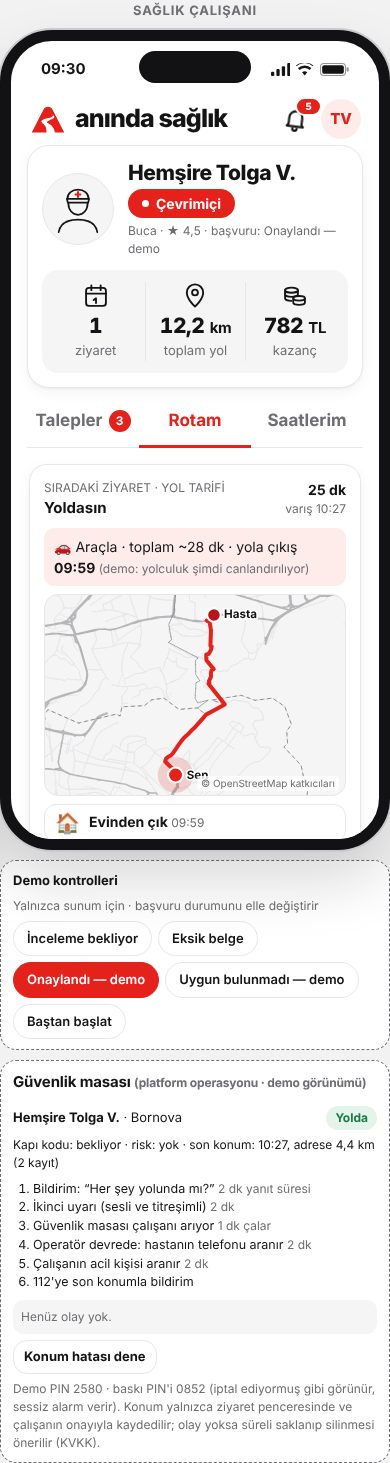 SAĞLIK ÇALIŞANI
09:30
anında sağlık
5
TV
Hemşire Tolga V.
Çevrimiçi
Buca · ★ 4,5 · başvuru: Onaylandı —
demo
1
ziyaret
12,2 km
toplam yol
782 TL
kazanç
Talepler 3
Rotam
Saatlerim
SIRADAKİ ZİYARET · YOL TARİFİ
Yoldasın
25 dk
varış 10:27
🚗 Araçla · toplam ~28 dk · yola çıkış
09:59 (demo: yolculuk şimdi canlandırılıyor)
Hasta
Sen
© OpenStreetMap katkıcıları
🏠 Evinden çık 09:59
Demo kontrolleri
Yalnızca sunum için · başvuru durumunu elle değiştirir
İnceleme bekliyor
Eksik belge
Onaylandı — demo
Uygun bulunmadı — demo
Baştan başlat
Güvenlik masası (platform operasyonu · demo görünümü)
Hemşire Tolga V. · Bornova
Yolda
Kapı kodu: bekliyor · risk: yok · son konum: 10:27, adrese 4,4 km
(2 kayıt)
1. Bildirim: “Her şey yolunda mı?” 2 dk yanıt süresi
2. İkinci uyarı (sesli ve titreşimli) 2 dk
3. Güvenlik masası çalışanı arıyor 1 dk çalar
4. Operatör devrede: hastanın telefonu aranır 2 dk
5. Çalışanın acil kişisi aranır 2 dk
6. 112'ye son konumla bildirim
Henüz olay yok.
Konum hatası dene
Demo PIN 2580 · baskı PIN'i 0852 (iptal ediyormuş gibi görünür,
sessiz alarm verir). Konum yalnızca ziyaret penceresinde ve
çalışanın onayıyla kaydedilir; olay yoksa süreli saklanıp silinmesi
önerilir (KVKK).